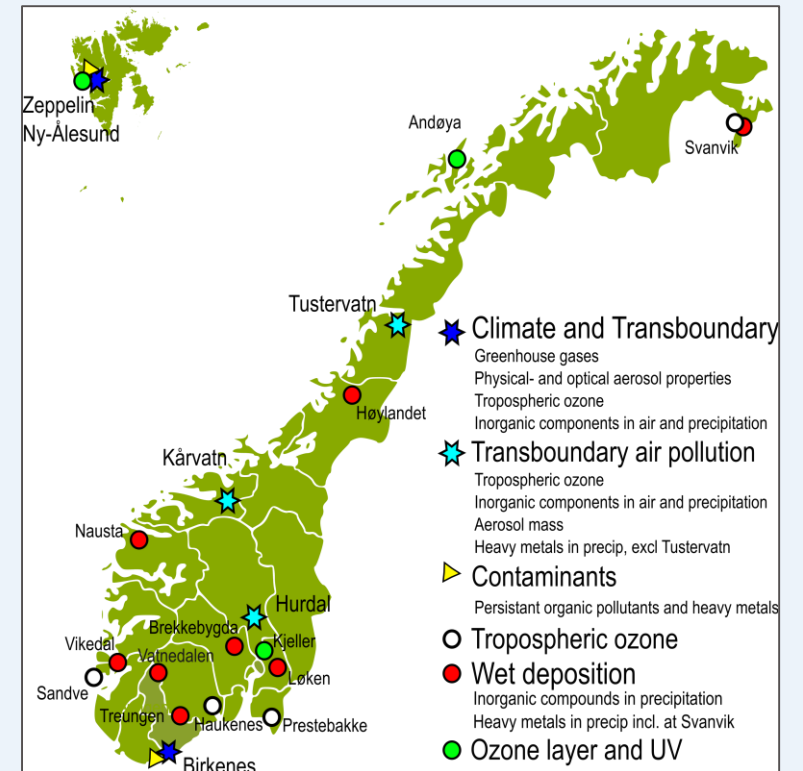 Zeppelin
Ny-Ålesund
Andøya
Svanvik
Tustervatn
Høylandet
Kårvatn
Nausta
Hurdal
Brekkebygda
Kjeller
Vikedal
Vatnedalen
Løken
Sandve
Treungen
Haukenes
Prestebakke
Birkenes
Climate and Transboundary
Greenhouse gases
Physical- and optical aerosol properties
Tropospheric ozone
Inorganic components in air and precipitation
Transboundary air pollution
Tropospheric ozone
Inorganic components in air and precipitation
Aerosol mass
Heavy metals in precip, excl Tustervatn
Contaminants
Persistant organic pollutants and heavy metals
Tropospheric ozone
Wet deposition
Inorganic compounds in precipitation
Heavy metals in precip incl. at Svanvik
Ozone layer and UV